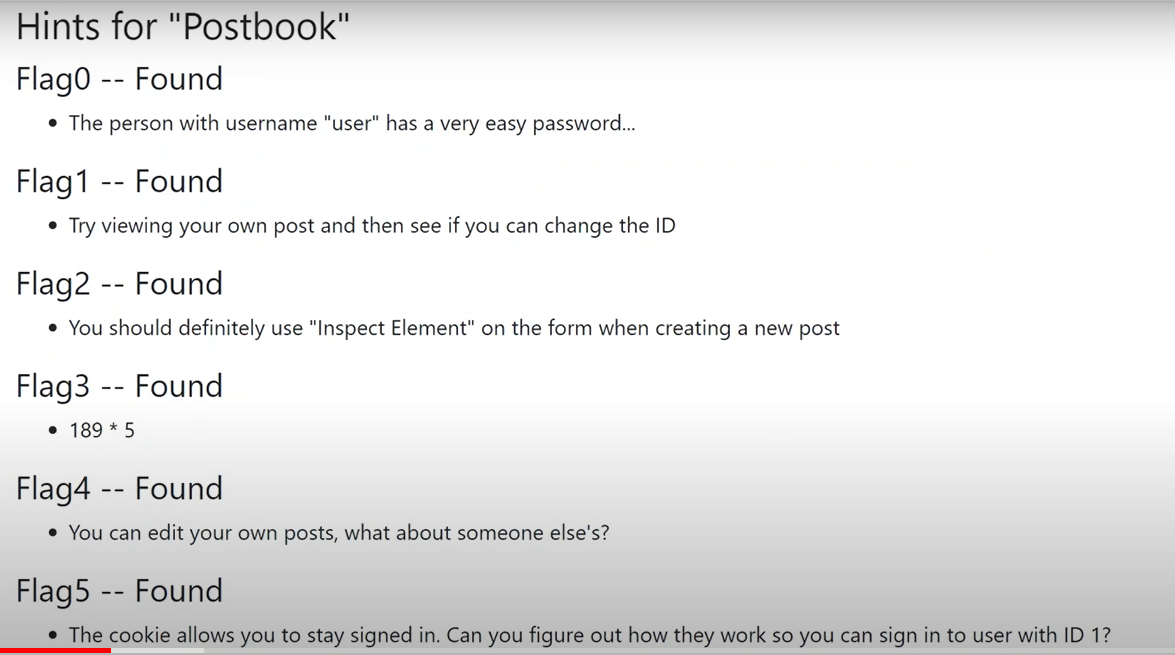 Hints for "Postbook"
Flag0 -- Found
• The person with username "user" has a very easy password...
Flag1 -- Found
• Try viewing your own post and then see if you can change the ID
Flag2 -- Found
• You should definitely use "Inspect Element" on the form when creating a new post
Flag3 -- Found
• 189 * 5
Flag4 -- Found
• You can edit your own posts, what about someone else's?
Flag5 -- Found
• The cookie allows you to stay signed in. Can you figure out how they work so you can sign in to user with ID 1?